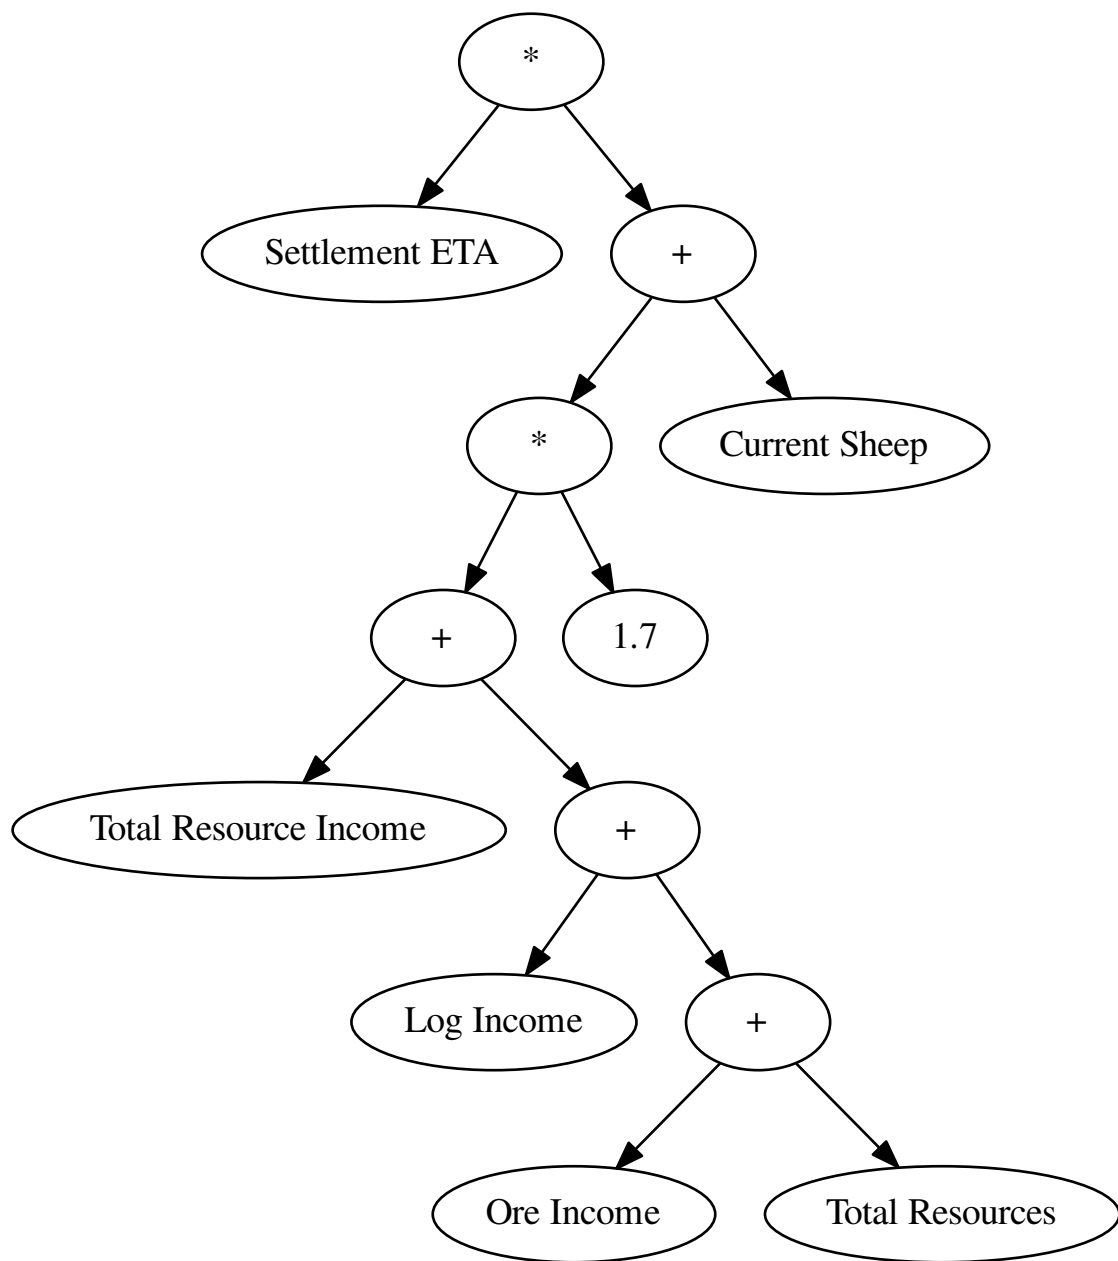 *
Settlement ETA
+
*
Current Sheep
+
1.7
Total Resource Income
+
Log Income
+
Ore Income
Total Resources